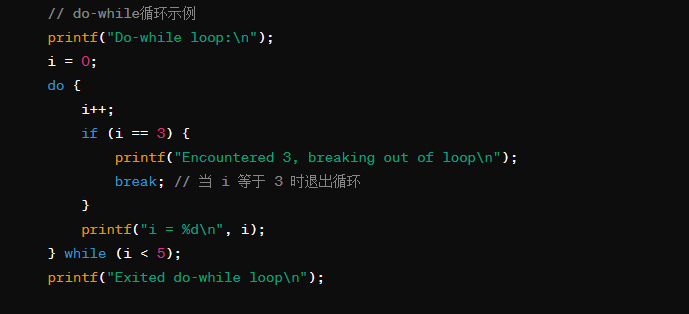 // do-while循环示例
printf("Do-while loop:\n");
i = 0;
do {
    i++;
    if (i == 3) {
        printf("Encountered 3, breaking out of loop\n");
        break; // 当 i 等于 3 时退出循环
    }
    printf("i = %d\n", i);
} while (i < 5);
printf("Exited do-while loop\n");